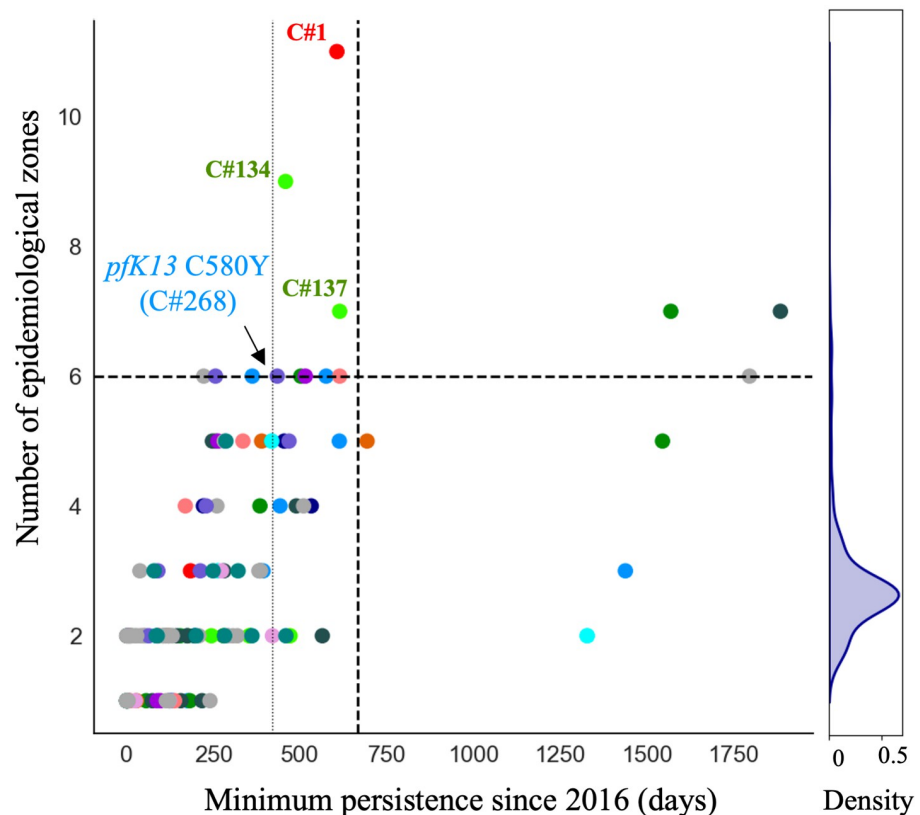 C#1
C#134
pfK13 C580Y
(C#268)
C#137
Number of epidemiological zones
10
8
6
4
2
0 250 500 750 1000 1250 1500 1750
Minimum persistence since 2016 (days)
0 0.5
Density